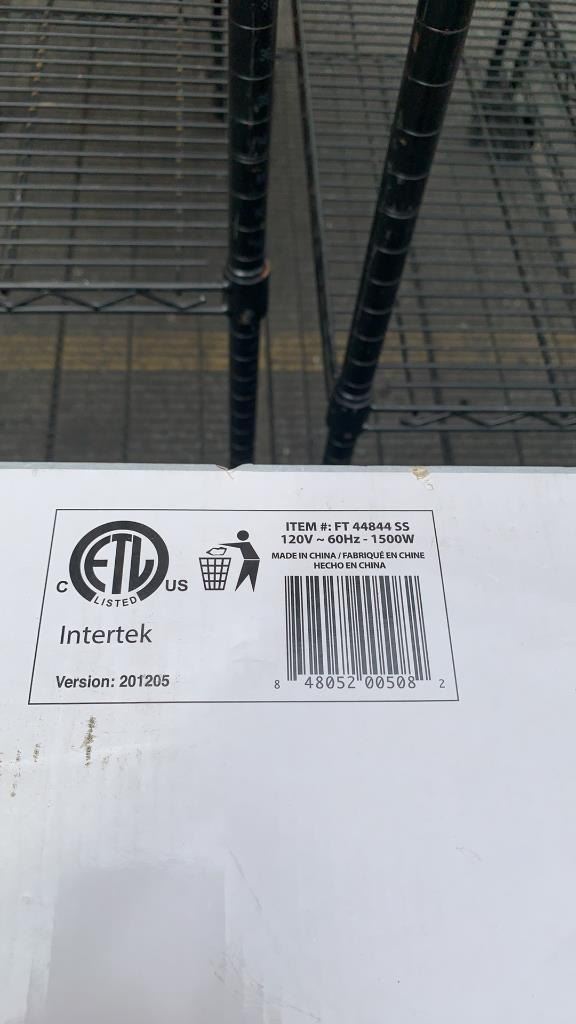 ETL
C US
LISTED
Intertek
Version: 201205
ITEM #: FT 44844 SS
120V ~ 60Hz - 1500W
MADE IN CHINA / FABRIQUÉ EN CHINE
HECHO EN CHINA
8 48052 00508 2